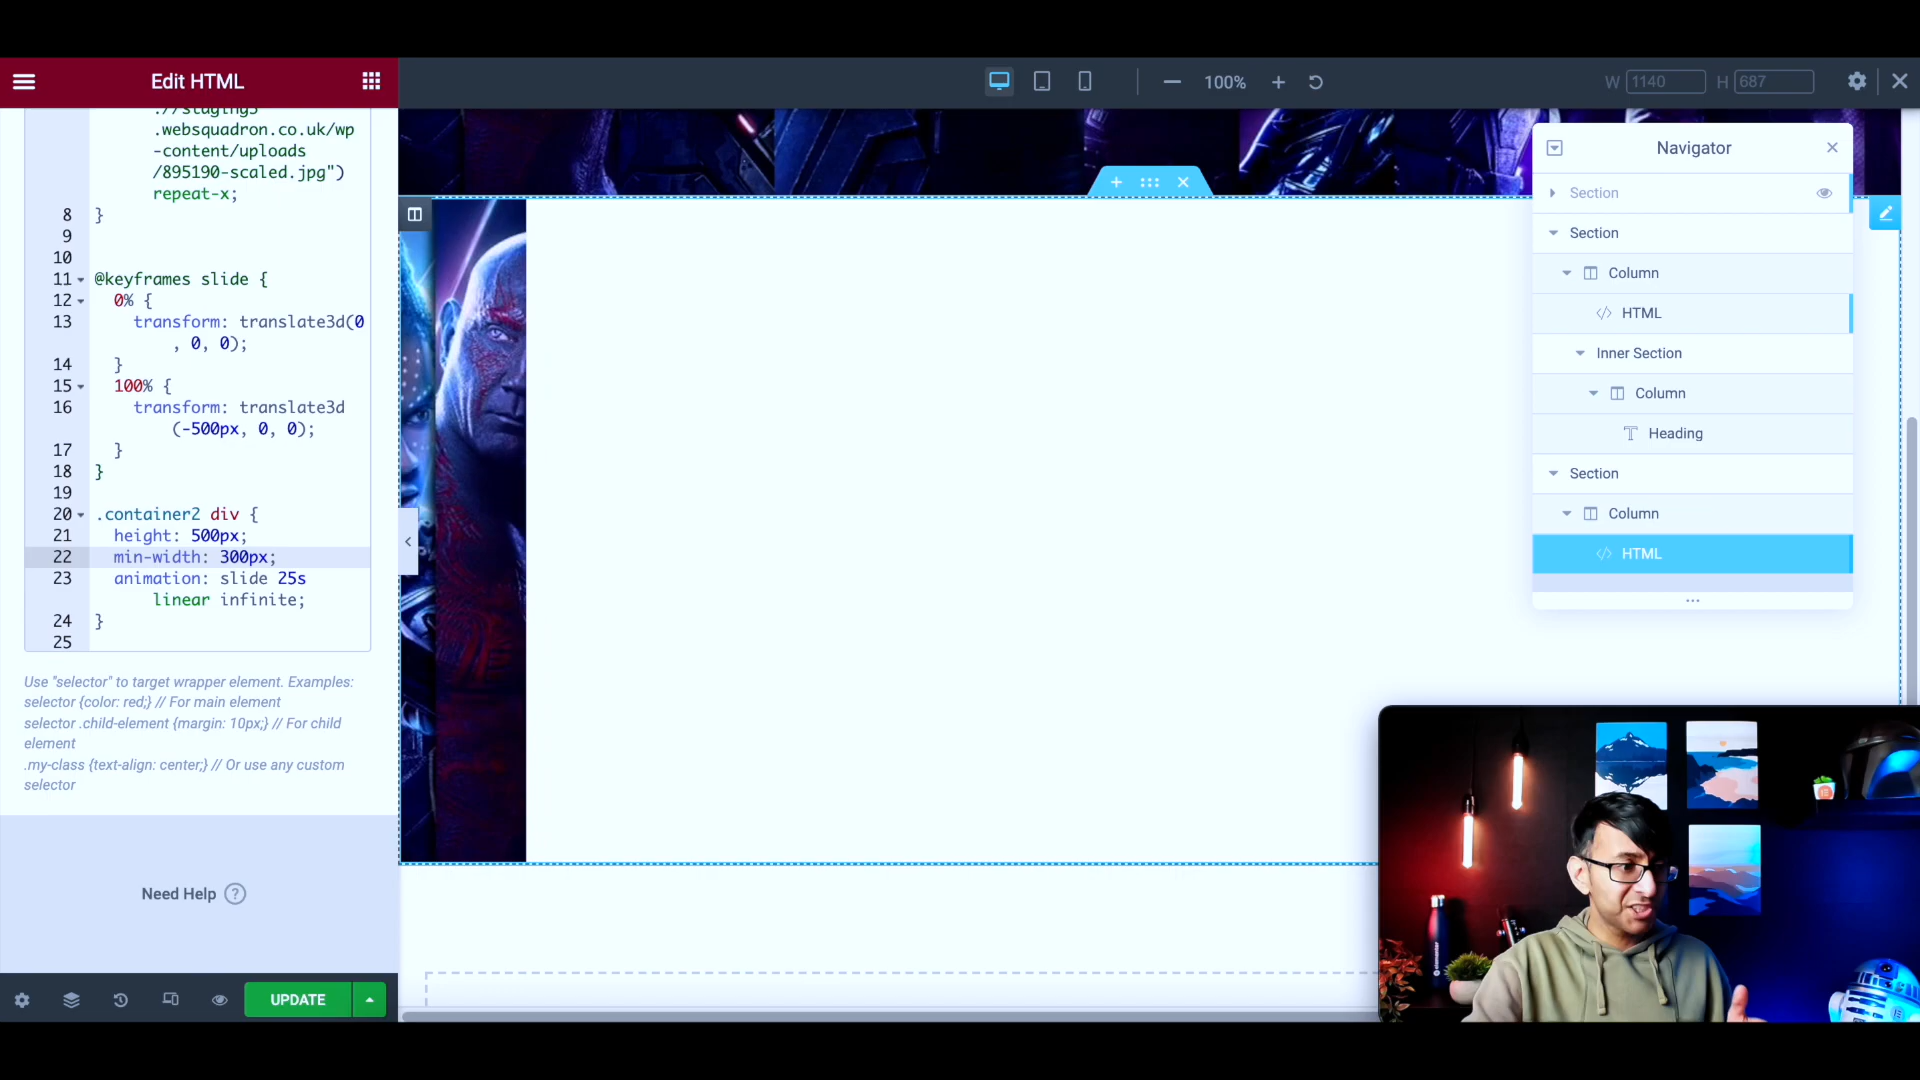 Edit HTML
100%
W 1140 H 687
://staging5
.websquadron.co.uk/wp
-content/uploads
/895190-scaled.jpg")
repeat-x;
8 }
9
10
11 @keyframes slide {
12 0% {
13 transform: translate3d(0
, 0, 0);
14 }
15 100% {
16 transform: translate3d
(-500px, 0, 0);
17 }
18 }
19
20 .container2 div {
21 height: 500px;
22 min-width: 300px;
23 animation: slide 25s
linear infinite;
24 }
25
Use "selector" to target wrapper element. Examples:
selector {color: red;} // For main element
selector .child-element {margin: 10px;} // For child
element
.my-class {text-align: center;} // Or use any custom
selector
Need Help ?
UPDATE
Navigator
Section
Section
Column
HTML
Inner Section
Column
Heading
Section
Column
HTML